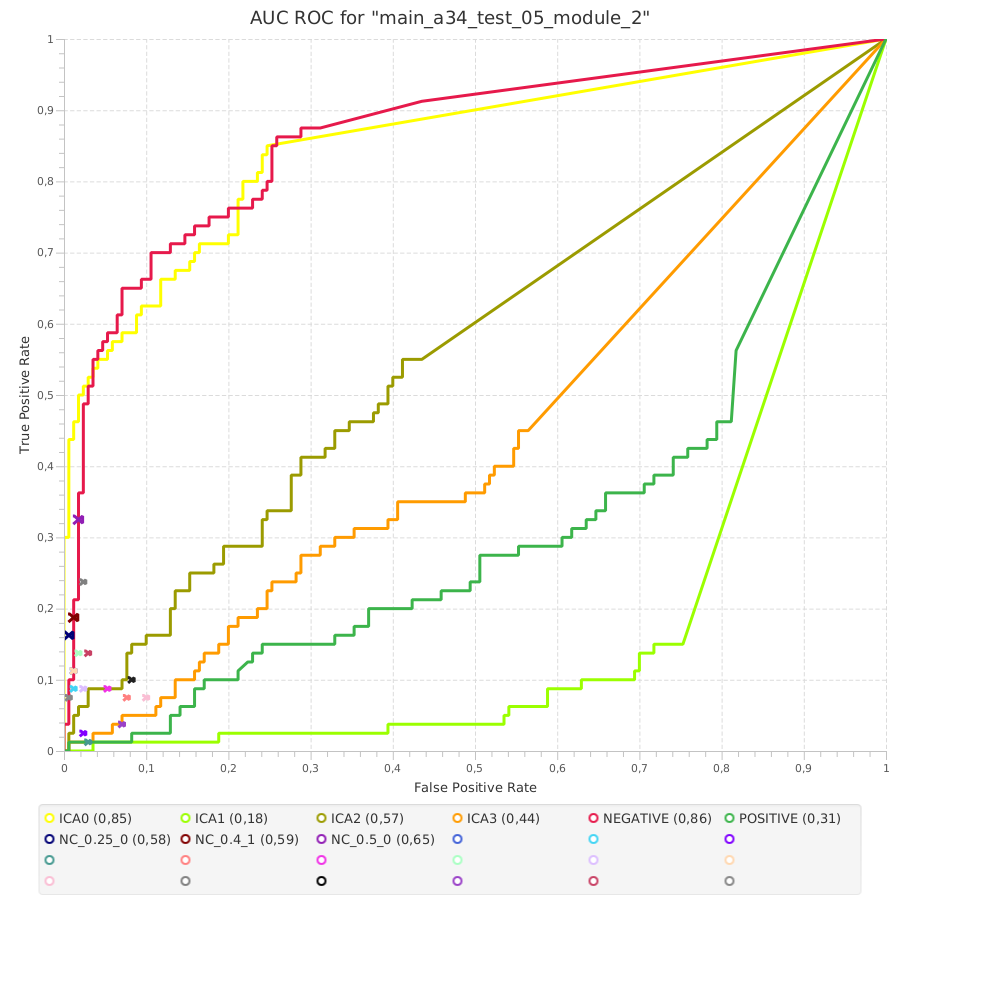 AUC ROC for "main_a34_test_05_module_2"
True Positive Rate
1
0,9
0,8
0,7
0,6
0,5
0,4
0,3
0,2
0,1
0
0 0,1 0,2 0,3 0,4 0,5 0,6 0,7 0,8 0,9 1
False Positive Rate
ICA0 (0,85) ICA1 (0,18) ICA2 (0,57) ICA3 (0,44) NEGATIVE (0,86) POSITIVE (0,31)
NC_0.25_0 (0,58) NC_0.4_1 (0,59) NC_0.5_0 (0,65)